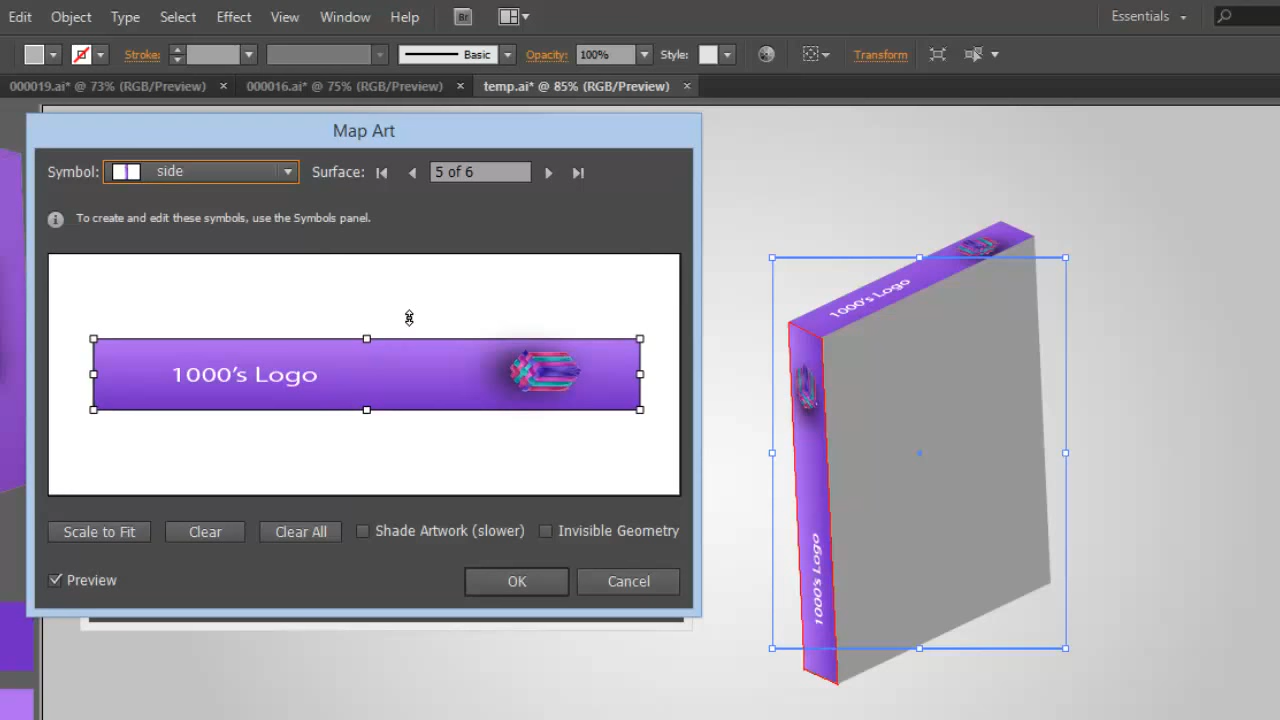 Edit Object Type Select Effect View Window Help Br Essentials
Stroke: Basic Opacity: 100% Style: Transform
000019.ai* @ 73% (RGB/Preview) × 000016.ai* @ 75% (RGB/Preview) × temp.ai* @ 85% (RGB/Preview) ×
Map Art
Symbol: side Surface: 5 of 6
To create and edit these symbols, use the Symbols panel.
1000's Logo
Scale to Fit Clear Clear All Shade Artwork (slower) Invisible Geometry
Preview OK Cancel
1000's Logo
1000's Logo